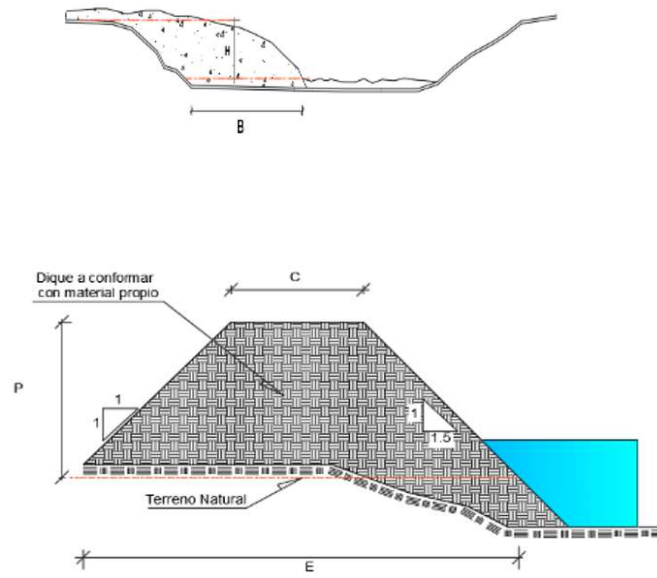 H
B
Dique a conformar
con material propio
C
P
1
1
1
1.5
Terreno Natural
E